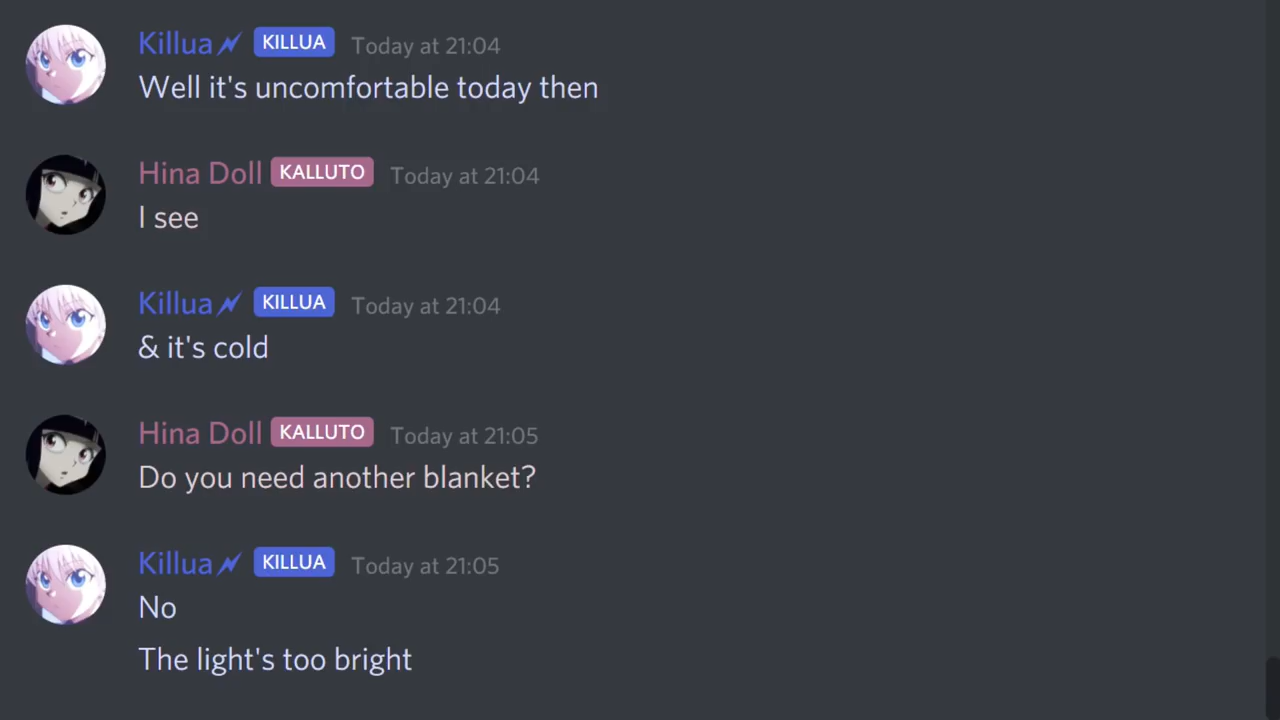 Killua KILLUA Today at 21:04
Well it's uncomfortable today then
Hina Doll KALLUTO Today at 21:04
I see
Killua KILLUA Today at 21:04
& it's cold
Hina Doll KALLUTO Today at 21:05
Do you need another blanket?
Killua KILLUA Today at 21:05
No
The light's too bright